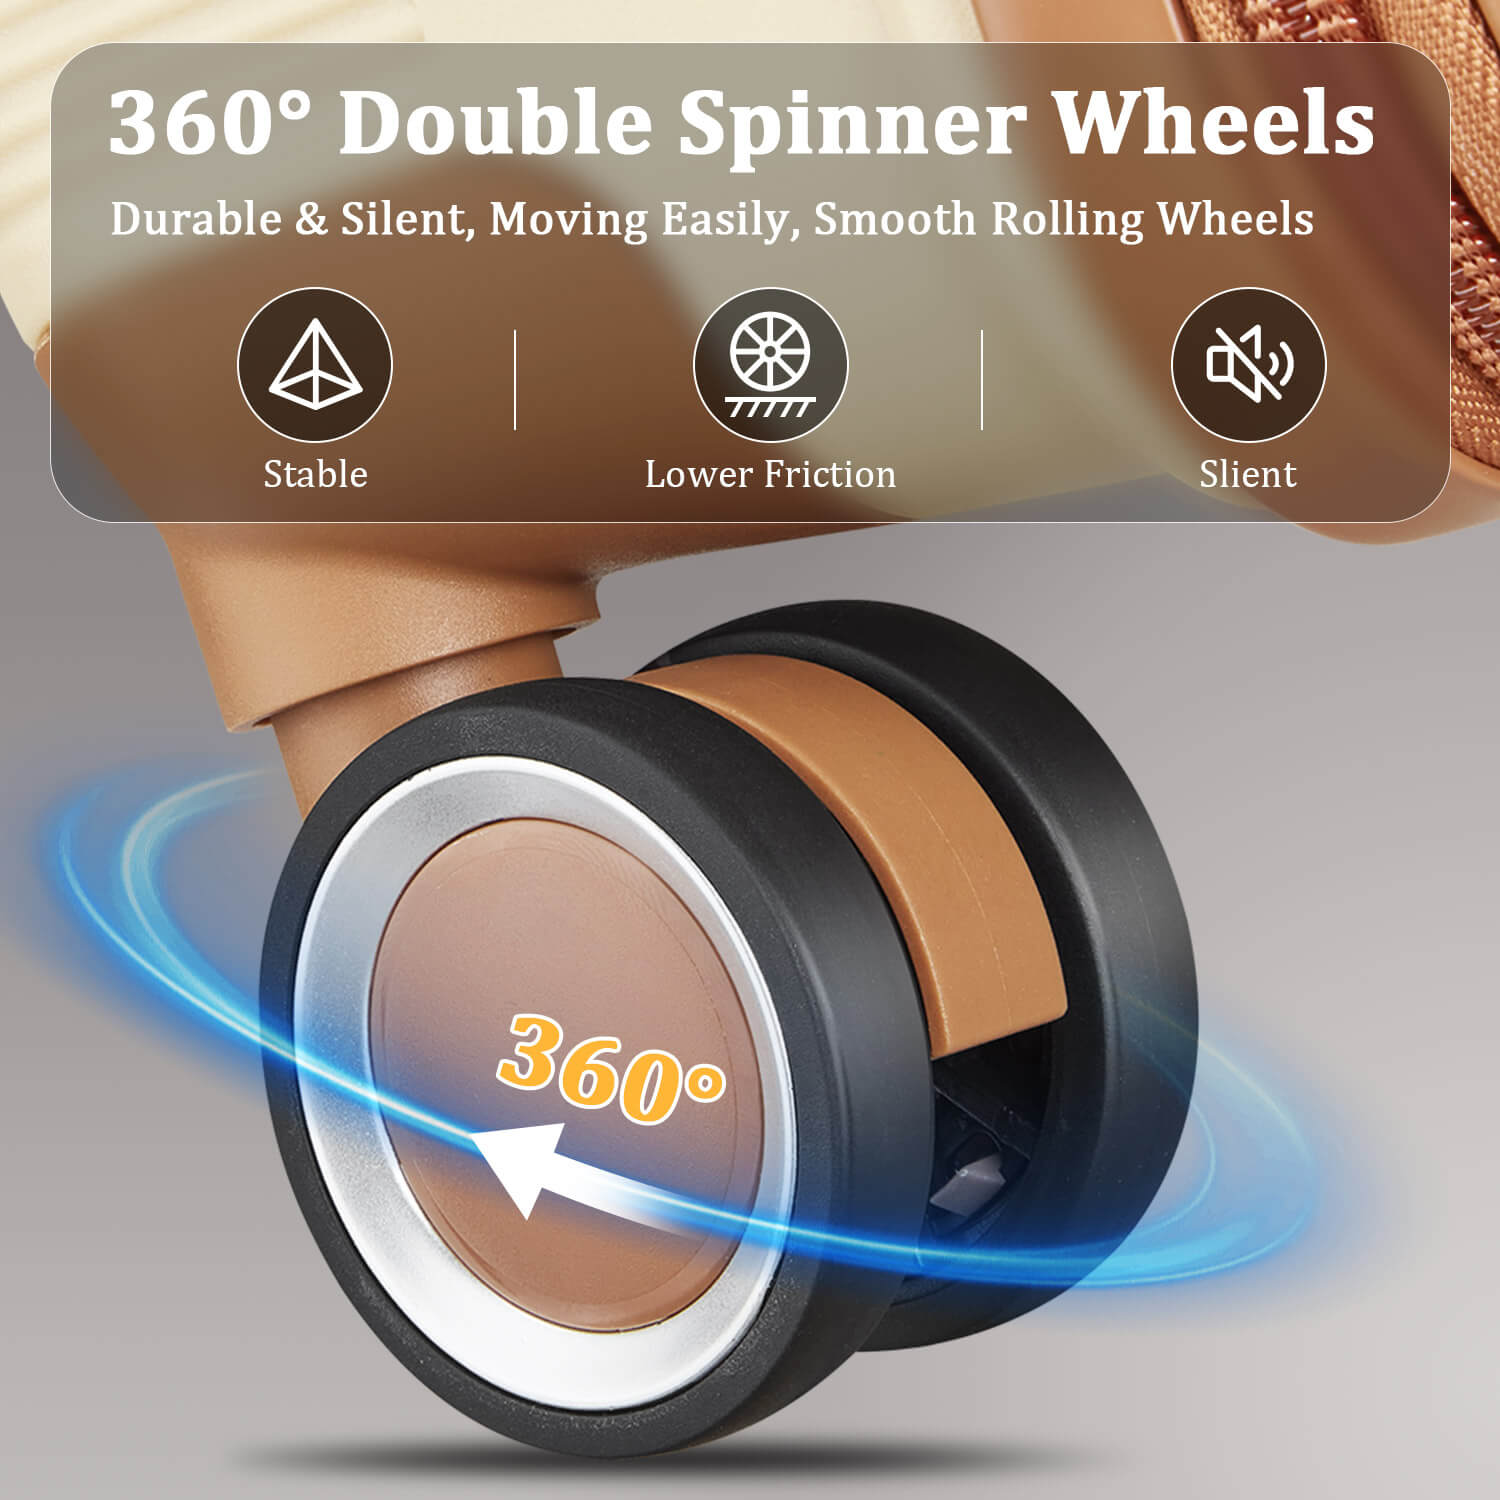 360° Double Spinner Wheels
Durable & Silent, Moving Easily, Smooth Rolling Wheels
Stable
Lower Friction
Slient
360°